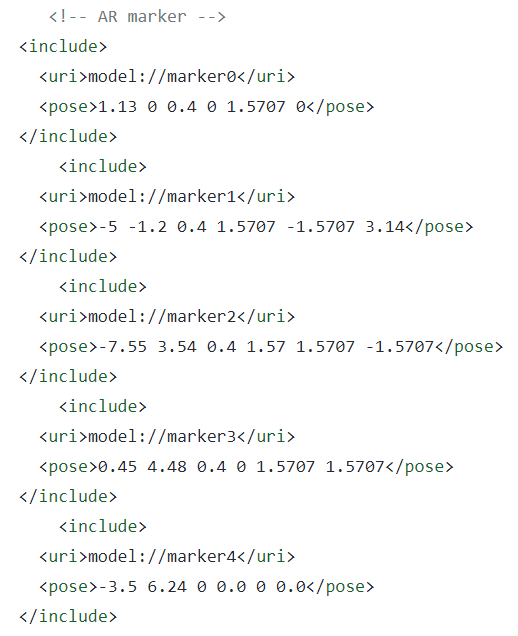 <!-- AR marker -->
<include>
<uri>model://marker0</uri>
<pose>1.13 0 0.4 0 1.5707 0</pose>
</include>
<include>
<uri>model://marker1</uri>
<pose>-5 -1.2 0.4 1.5707 -1.5707 3.14</pose>
</include>
<include>
<uri>model://marker2</uri>
<pose>-7.55 3.54 0.4 1.57 1.5707 -1.5707</pose>
</include>
<include>
<uri>model://marker3</uri>
<pose>0.45 4.48 0.4 0 1.5707 1.5707</pose>
</include>
<include>
<uri>model://marker4</uri>
<pose>-3.5 6.24 0 0.0 0 0.0</pose>
</include>